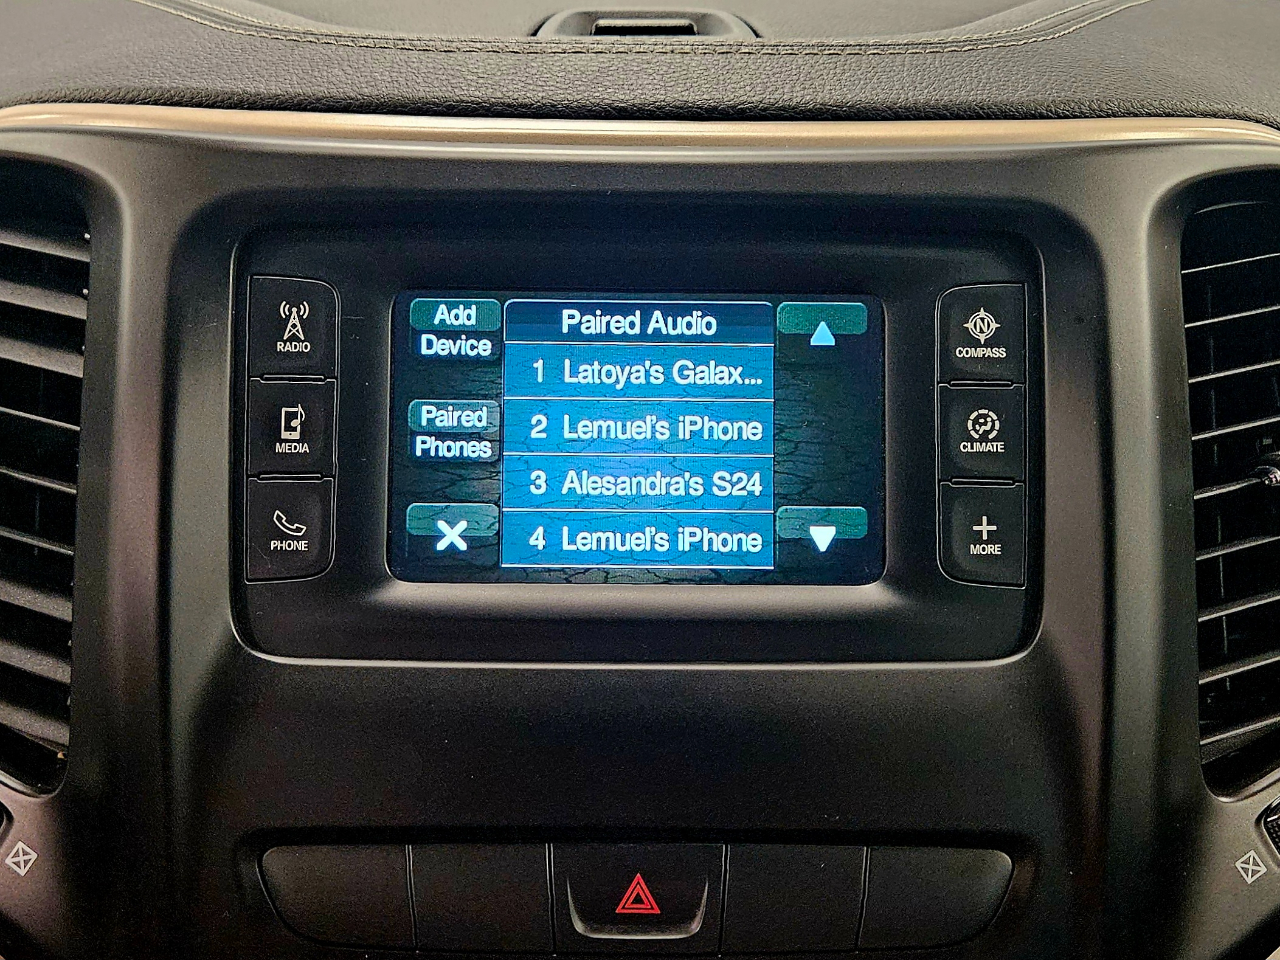 RADIO
MEDIA
PHONE
Add
Device
Paired
Phones
Paired Audio
1 Latoya's Galax...
2 Lemuel's iPhone
3 Alesandra's S24
4 Lemuel's iPhone
N
COMPASS
CLIMATE
MORE